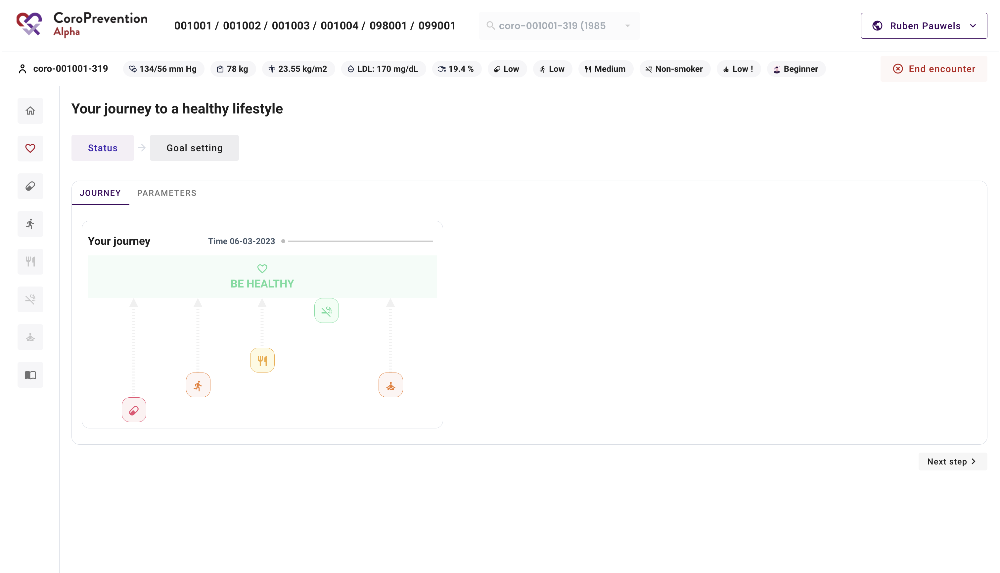 CoroPrevention
Alpha
001001 / 001002 / 001003 / 001004 / 098001 / 099001
coro-001001-319 (1985
Ruben Pauwels
coro-001001-319
134/56 mm Hg
78 kg
23.55 kg/m2
LDL: 170 mg/dL
19.4 %
Low
Low
Medium
Non-smoker
Low !
Beginner
End encounter
Your journey to a healthy lifestyle
Status
Goal setting
JOURNEY
PARAMETERS
Your journey
Time 06-03-2023
BE HEALTHY
Next step